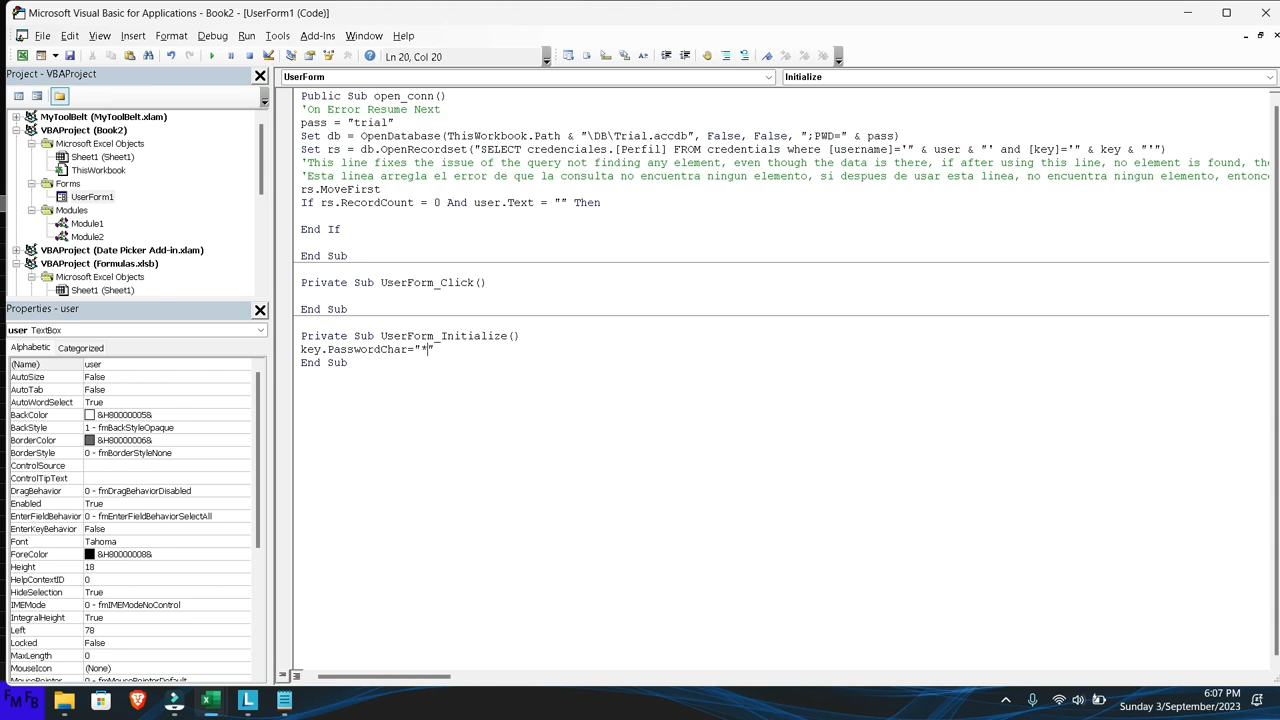 Microsoft Visual Basic for Applications - Book2 - [UserForm1 (Code)]
File Edit View Insert Format Debug Run Tools Add-Ins Window Help
Ln 20, Col 20
Project - VBAProject
UserForm
Initialize
MyToolBelt (MyToolBelt.xlam)
VBAProject (Book2)
Microsoft Excel Objects
Sheet1 (Sheet1)
ThisWorkbook
Forms
UserForm1
Modules
Module1
Module2
VBAProject (Date Picker Add-in.xlam)
VBAProject (Formulas.xlsb)
Microsoft Excel Objects
Sheet1 (Sheet1)
Public Sub open_conn()
'On Error Resume Next
pass = "trial"
Set db = OpenDatabase(ThisWorkbook.Path & "\DB\Trial.accdb", False, False, ";PWD=" & pass)
Set rs = db.OpenRecordset("SELECT credenciales.[Perfil] FROM credentials where [username]='" & user & "' and [key]='" & key & "'")
'This line fixes the issue of the query not finding any element, even though the data is there, if after using this line, no element is found, the
'Esta linea arregla el error de que la consulta no encuentra ningun elemento, si despues de usar esta linea, no encuentra ningun elemento, entonce
rs.MoveFirst
If rs.RecordCount = 0 And user.Text = "" Then
End If
End Sub
Private Sub UserForm_Click()
End Sub
Private Sub UserForm_Initialize()
key.PasswordChar="*"
End Sub
Properties - user
user TextBox
Alphabetic Categorized
(Name) user
AutoSize False
AutoTab False
AutoWordSelect True
BackColor &H80000005&
BackStyle 1 - fmBackStyleOpaque
BorderColor &H80000006&
BorderStyle 0 - fmBorderStyleNone
ControlSource
ControlTipText
DragBehavior 0 - fmDragBehaviorDisabled
Enabled True
EnterFieldBehavior 0 - fmEnterFieldBehaviorSelectAll
EnterKeyBehavior False
Font Tahoma
ForeColor &H80000008&
Height 18
HelpContextID 0
HideSelection True
IMEMode 0 - fmIMEModeNoControl
IntegralHeight True
Left 78
Locked False
MaxLength 0
MouseIcon (None)
MousePointer 0 - fmMousePointerDefault
FM FB
L
6:07 PM
Sunday 3/September/2023